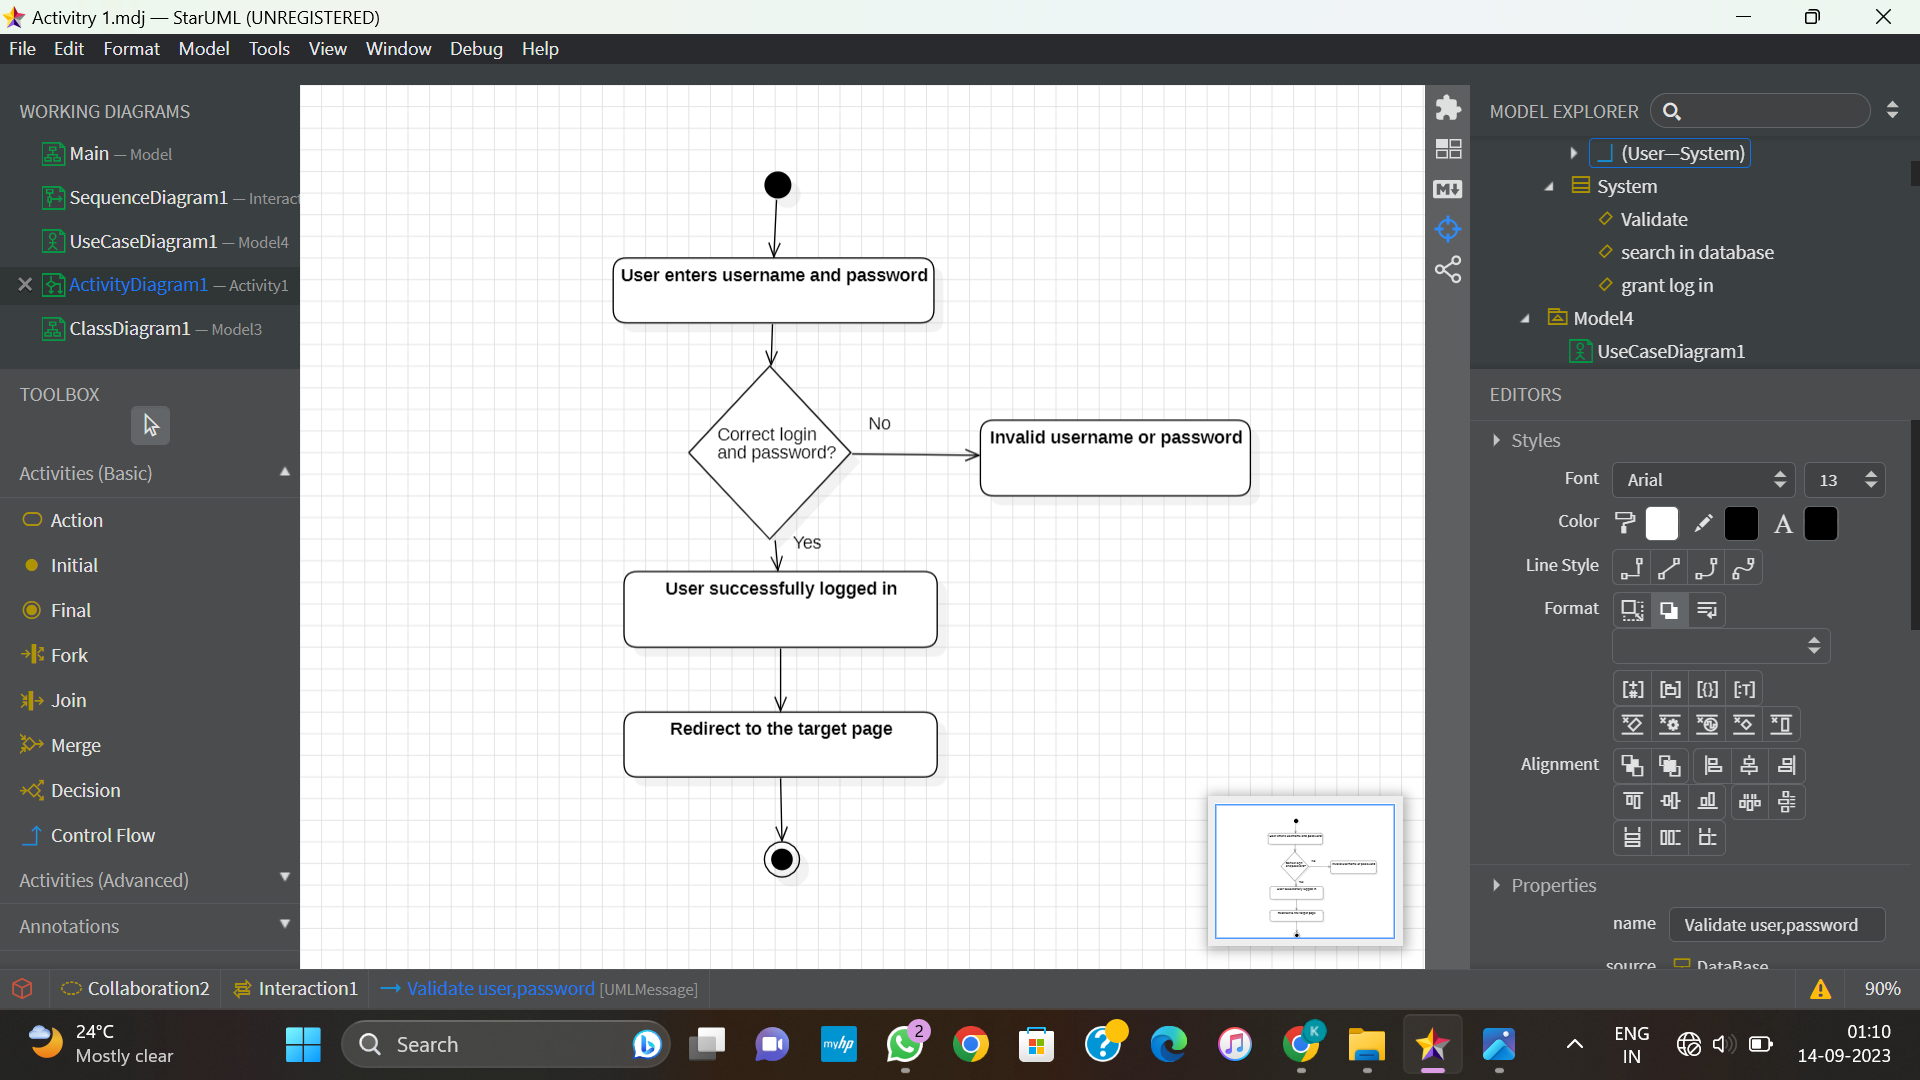 Activitry 1.mdj — StarUML (UNREGISTERED)
File Edit Format Model Tools View Window Debug Help
WORKING DIAGRAMS
Main — Model
SequenceDiagram1 — Interac
UseCaseDiagram1 — Model4
ActivityDiagram1 — Activity1
ClassDiagram1 — Model3
TOOLBOX
Activities (Basic)
Action
Initial
Final
Fork
Join
Merge
Decision
Control Flow
Activities (Advanced)
Annotations
User enters username and password
Correct login
and password?
No
Invalid username or password
Yes
User successfully logged in
Redirect to the target page
MODEL EXPLORER
(User—System)
System
Validate
search in database
grant log in
Model4
UseCaseDiagram1
EDITORS
Styles
Font Arial 13
Color A
Line Style
Format
Alignment
Properties
name Validate user,password
source DataBase
Collaboration2 Interaction1 Validate user,password [UMLMessage] 90%
24°C
Mostly clear
Search
myhp
2
K
ENG
IN
01:10
14-09-2023